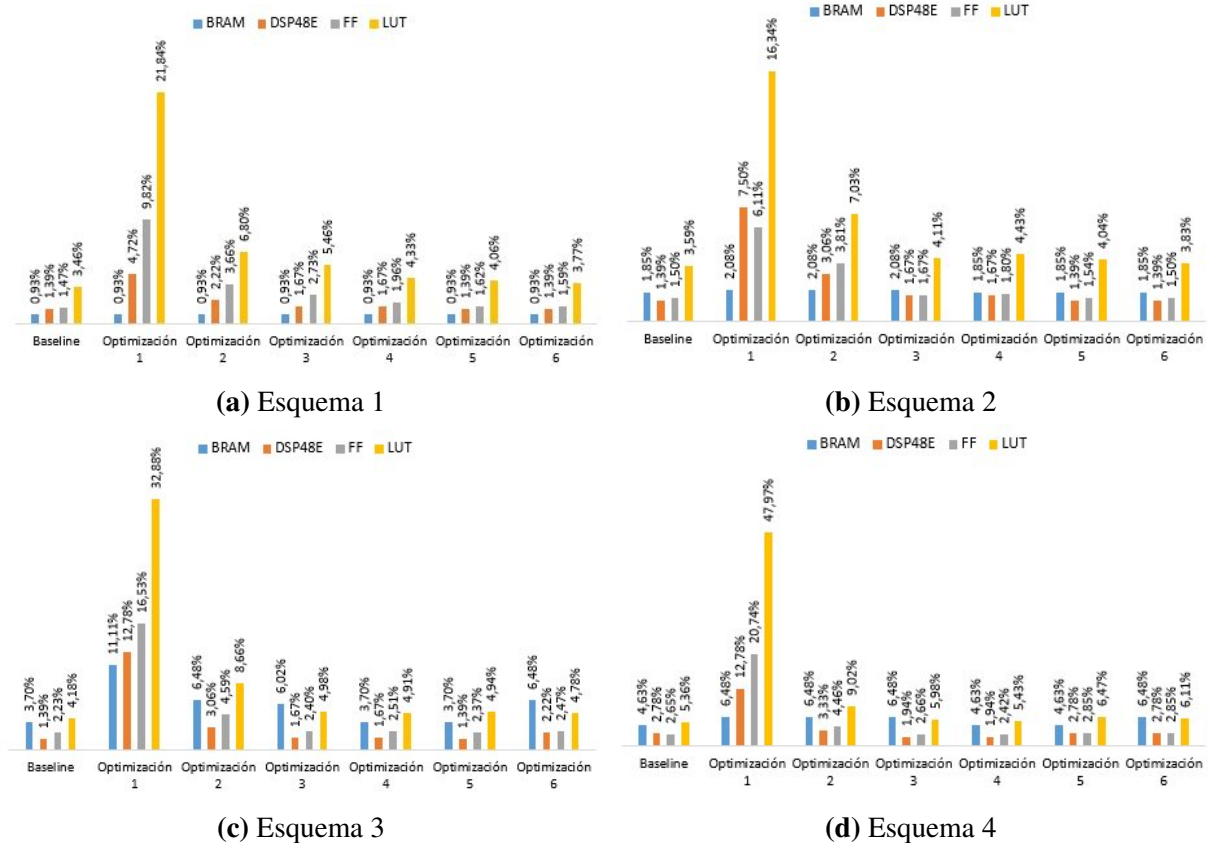 BRAM DSP48E FF LUT
0,93% 1,39% 1,47% 3,46%
0,93% 4,72% 9,82% 21,84%
0,93% 2,22% 3,66% 6,80%
0,93% 1,67% 2,73% 5,46%
0,93% 1,67% 1,96% 4,33%
0,93% 1,39% 1,62% 4,06%
0,93% 1,39% 1,59% 3,77%
Baseline Optimización Optimización Optimización Optimización Optimización Optimización
1 2 3 4 5 6
(a) Esquema 1
BRAM DSP48E FF LUT
1,85% 1,39% 1,50% 3,59%
2,08% 7,50% 6,11% 16,34%
2,08% 3,06% 3,81% 7,03%
2,08% 1,67% 1,67% 4,11%
1,85% 1,67% 1,80% 4,43%
1,85% 1,39% 1,54% 4,04%
1,85% 1,39% 1,50% 3,83%
Baseline Optimización Optimización Optimización Optimización Optimización Optimización
1 2 3 4 5 6
(b) Esquema 2
BRAM DSP48E FF LUT
3,70% 1,39% 2,23% 4,18%
11,11% 12,78% 16,53% 32,88%
6,48% 3,06% 4,59% 8,66%
6,02% 1,67% 2,40% 4,98%
3,70% 1,67% 2,51% 4,91%
3,70% 1,39% 2,37% 4,94%
6,48% 2,22% 2,47% 4,78%
Baseline Optimización Optimización Optimización Optimización Optimización Optimización
1 2 3 4 5 6
(c) Esquema 3
BRAM DSP48E FF LUT
4,63% 2,78% 2,65% 5,36%
6,48% 12,78% 20,74% 47,97%
6,48% 3,33% 4,46% 9,02%
6,48% 1,94% 2,66% 5,98%
4,63% 1,94% 2,42% 5,43%
4,63% 2,78% 2,85% 6,47%
6,48% 2,78% 2,85% 6,11%
Baseline Optimización Optimización Optimización Optimización Optimización Optimización
1 2 3 4 5 6
(d) Esquema 4